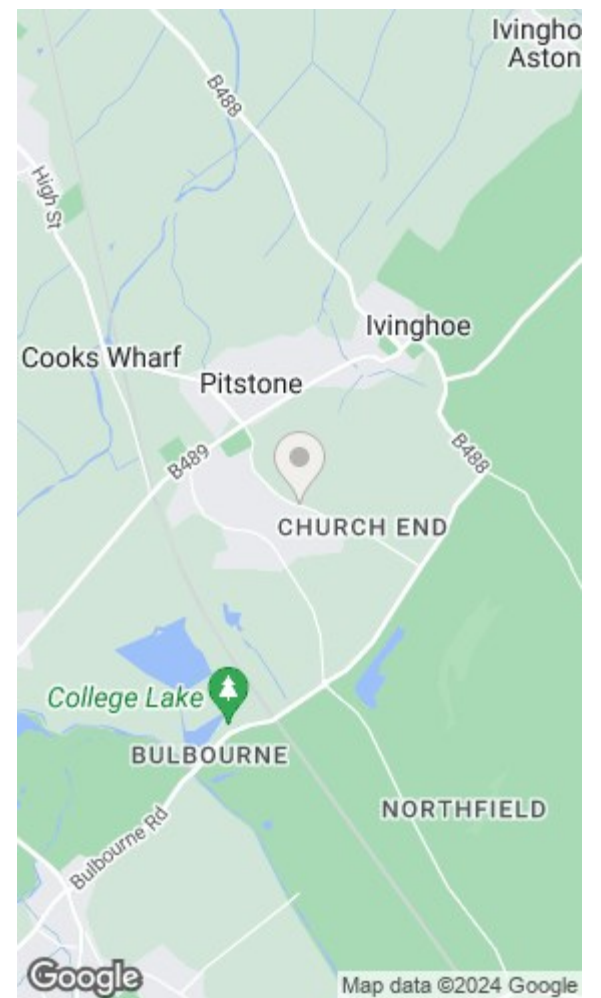 Ivingho
Aston
B488
High St
Ivinghoe
Cooks Wharf
Pitstone
B489
B488
CHURCH END
College Lake
BULBOURNE
NORTHFIELD
Bulbourne Rd
Google
Map data ©2024 Google